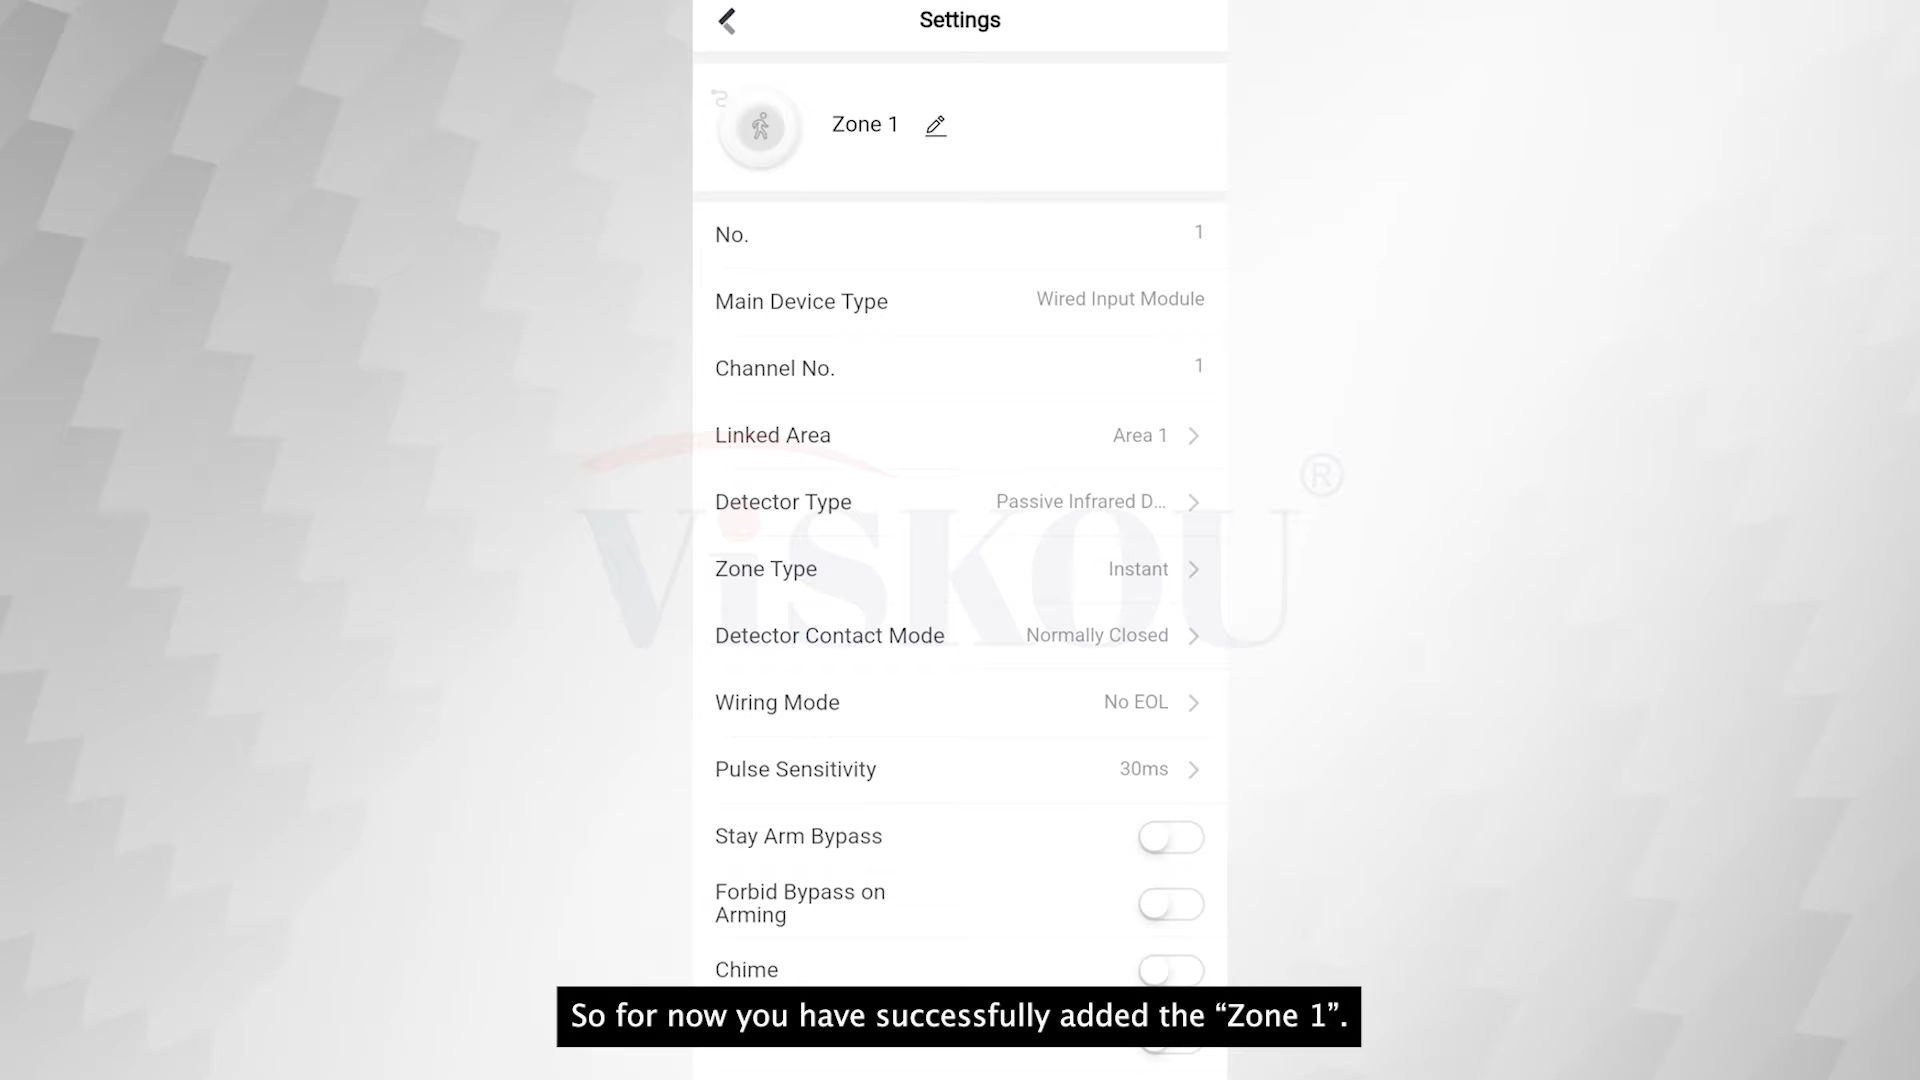 Settings
Zone 1
No. 1
Main Device Type Wired Input Module
Channel No. 1
Linked Area Area 1
Detector Type Passive Infrared D...
Zone Type Instant
Detector Contact Mode Normally Closed
Wiring Mode No EOL
Pulse Sensitivity 30ms
Stay Arm Bypass
Forbid Bypass on
Arming
Chime
ViSKOU®
So for now you have successfully added the “Zone 1”.